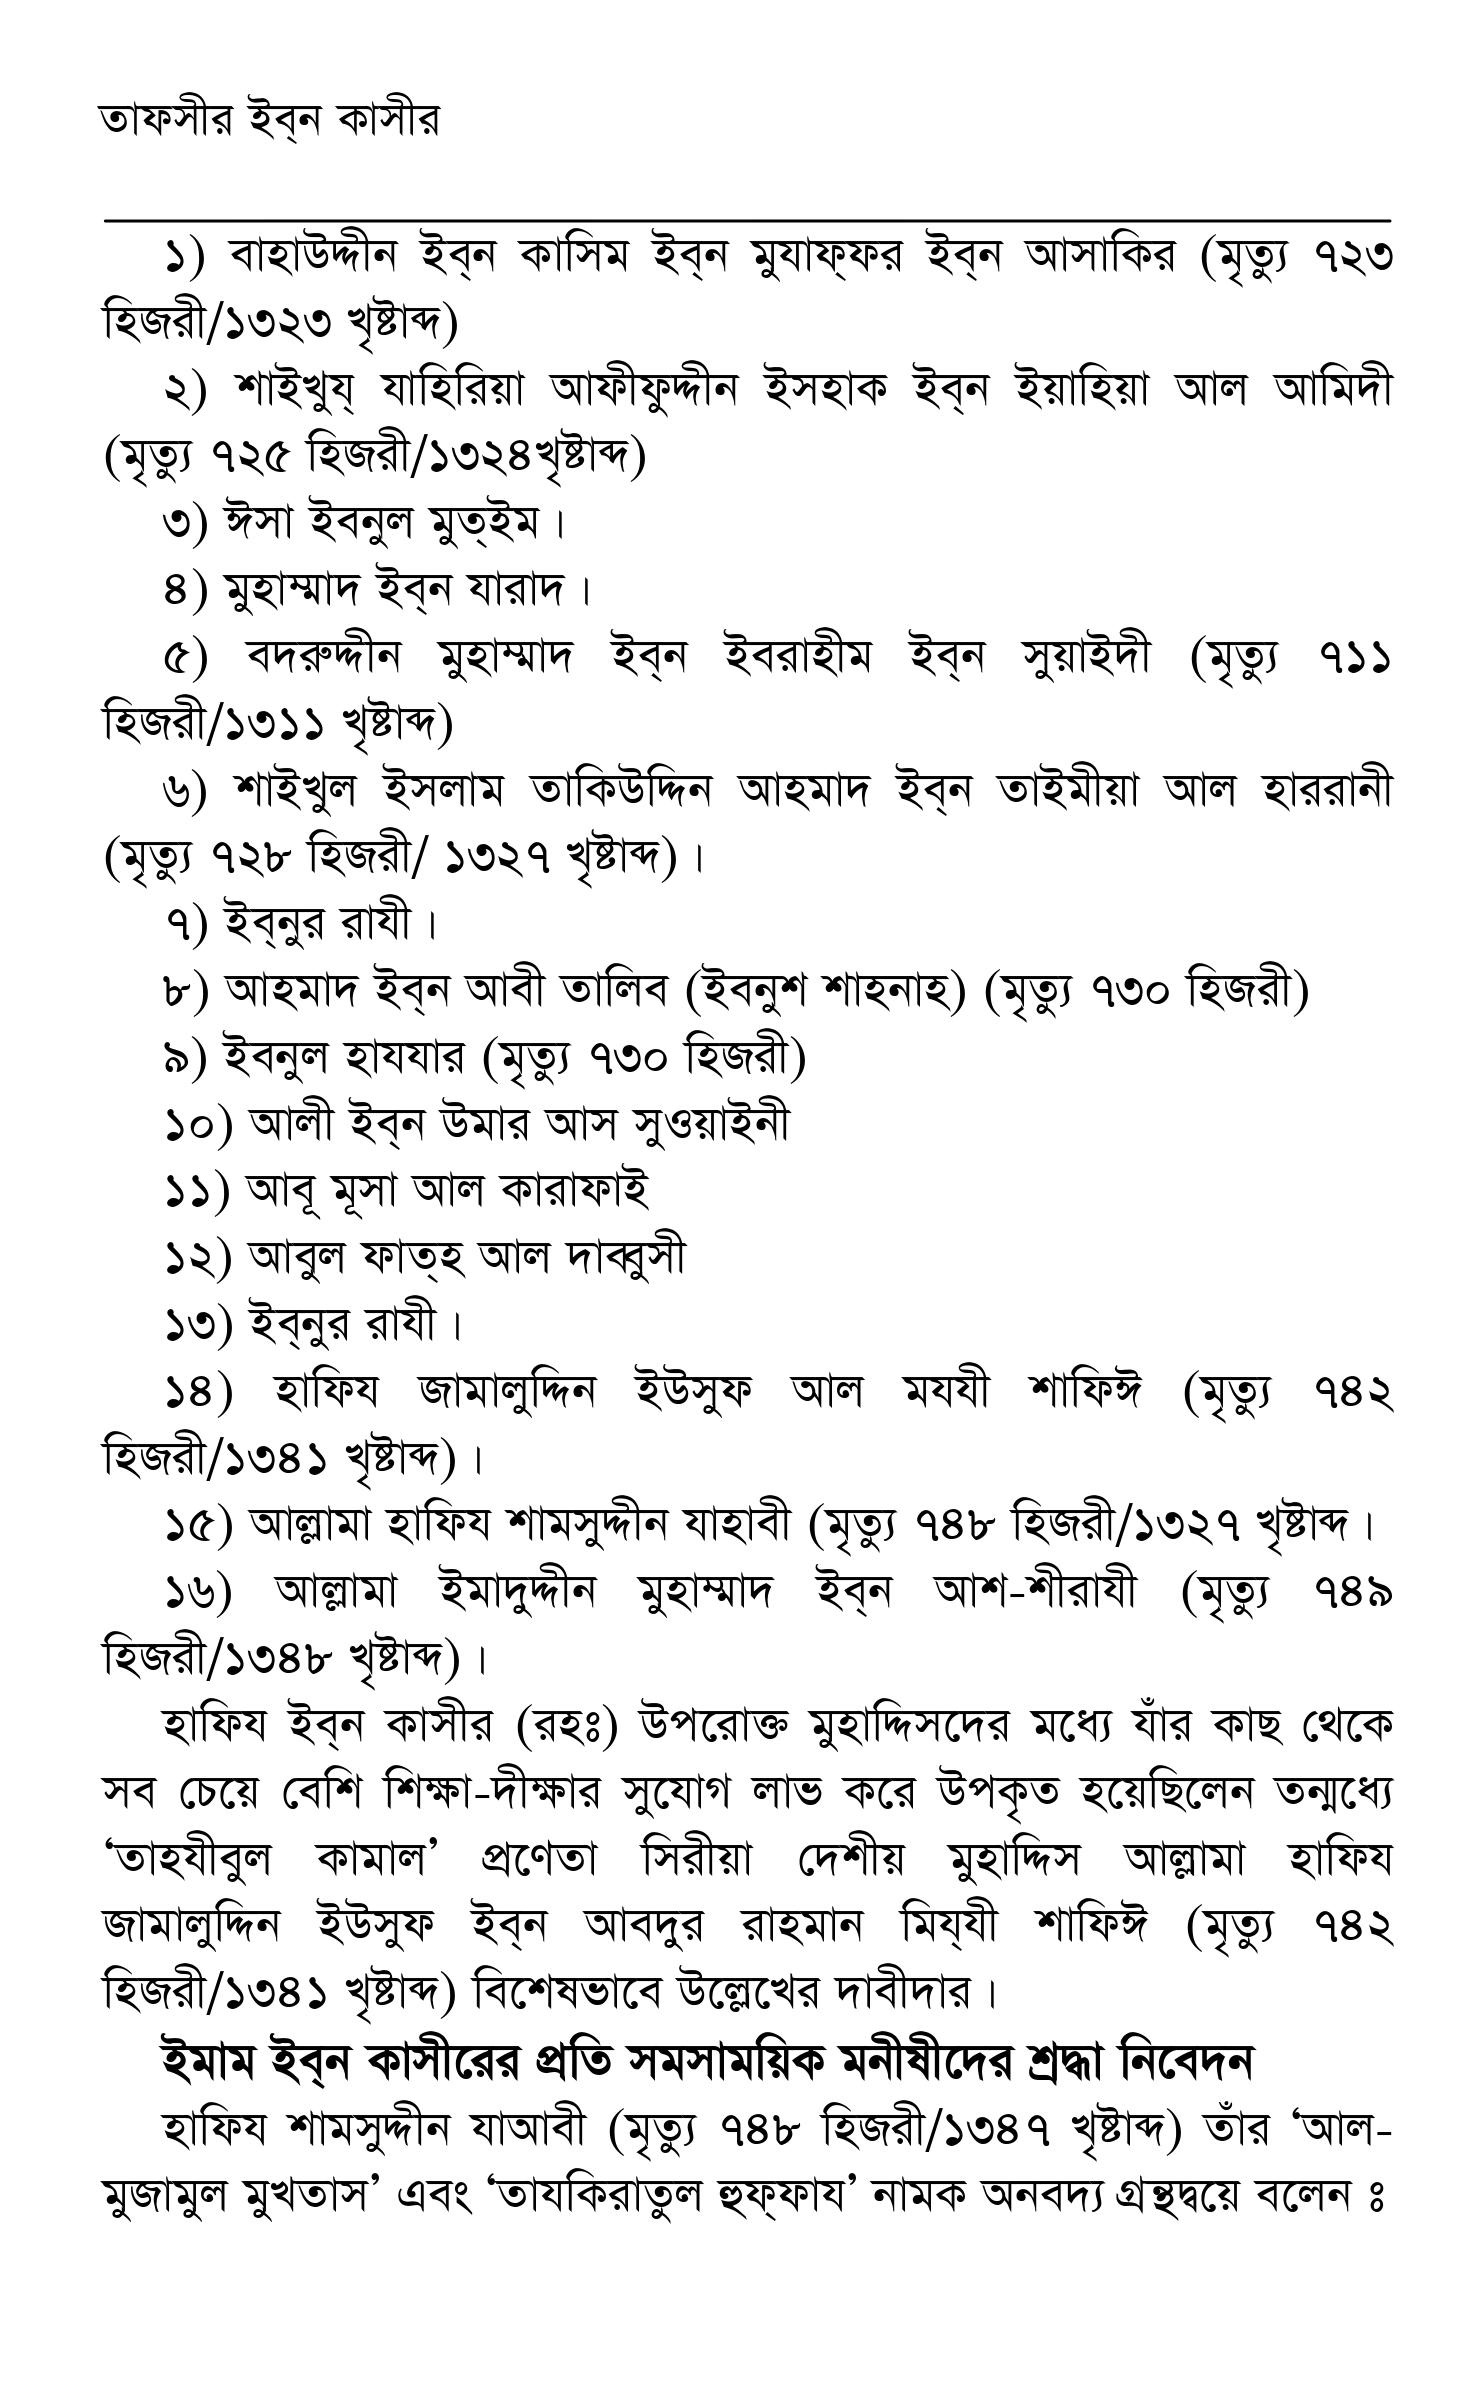 তাফসীর ইব্‌ন কাসীর
১) বাহাউদ্দীন ইব্‌ন কাসিম ইব্‌ন মুযাফ্‌ফর ইব্‌ন আসাকির (মৃত্যু ৭২৩
হিজরী/১৩২৩ খৃষ্টাব্দ)
২) শাইখুয্‌ যাহিরিয়া আফীফুদ্দীন ইসহাক ইব্‌ন ইয়াহিয়া আল আমিদী
(মৃত্যু ৭২৫ হিজরী/১৩২৪খৃষ্টাব্দ)
৩) ঈসা ইবনুল মুত্‌ইম।
৪) মুহাম্মাদ ইব্‌ন যারাদ।
৫) বদরুদ্দীন মুহাম্মাদ ইব্‌ন ইবরাহীম ইব্‌ন সুয়াইদী (মৃত্যু ৭১১
হিজরী/১৩১১ খৃষ্টাব্দ)
৬) শাইখুল ইসলাম তাকিউদ্দিন আহমাদ ইব্‌ন তাইমীয়া আল হাররানী
(মৃত্যু ৭২৮ হিজরী/ ১৩২৭ খৃষ্টাব্দ)।
৭) ইব্‌নুর রাযী।
৮) আহমাদ ইব্‌ন আবী তালিব (ইবনুশ শাহনাহ) (মৃত্যু ৭৩০ হিজরী)
৯) ইবনুল হাযযার (মৃত্যু ৭৩০ হিজরী)
১০) আলী ইব্‌ন উমার আস সুওয়াইনী
১১) আবূ মূসা আল কারাফাই
১২) আবুল ফাত্‌হ আল দাব্বুসী
১৩) ইব্‌নুর রাযী।
১৪) হাফিয জামালুদ্দিন ইউসুফ আল মযযী শাফিঈ (মৃত্যু ৭৪২
হিজরী/১৩৪১ খৃষ্টাব্দ)।
১৫) আল্লামা হাফিয শামসুদ্দীন যাহাবী (মৃত্যু ৭৪৮ হিজরী/১৩২৭ খৃষ্টাব্দ।
১৬) আল্লামা ইমাদুদ্দীন মুহাম্মাদ ইব্‌ন আশ-শীরাযী (মৃত্যু ৭৪৯
হিজরী/১৩৪৮ খৃষ্টাব্দ)।
হাফিয ইব্‌ন কাসীর (রহঃ) উপরোক্ত মুহাদ্দিসদের মধ্যে যাঁর কাছ থেকে
সব চেয়ে বেশি শিক্ষা-দীক্ষার সুযোগ লাভ করে উপকৃত হয়েছিলেন তন্মধ্যে
‘তাহযীবুল কামাল’ প্রণেতা সিরীয়া দেশীয় মুহাদ্দিস আল্লামা হাফিয
জামালুদ্দিন ইউসুফ ইব্‌ন আবদুর রাহমান মিয্‌যী শাফিঈ (মৃত্যু ৭৪২
হিজরী/১৩৪১ খৃষ্টাব্দ) বিশেষভাবে উল্লেখের দাবীদার।
ইমাম ইব্‌ন কাসীরের প্রতি সমসাময়িক মনীষীদের শ্রদ্ধা নিবেদন
হাফিয শামসুদ্দীন যাআবী (মৃত্যু ৭৪৮ হিজরী/১৩৪৭ খৃষ্টাব্দ) তাঁর ‘আল-
মুজামুল মুখতাস’ এবং ‘তাযকিরাতুল হুফ্‌ফায’ নামক অনবদ্য গ্রন্থদ্বয়ে বলেন ঃ